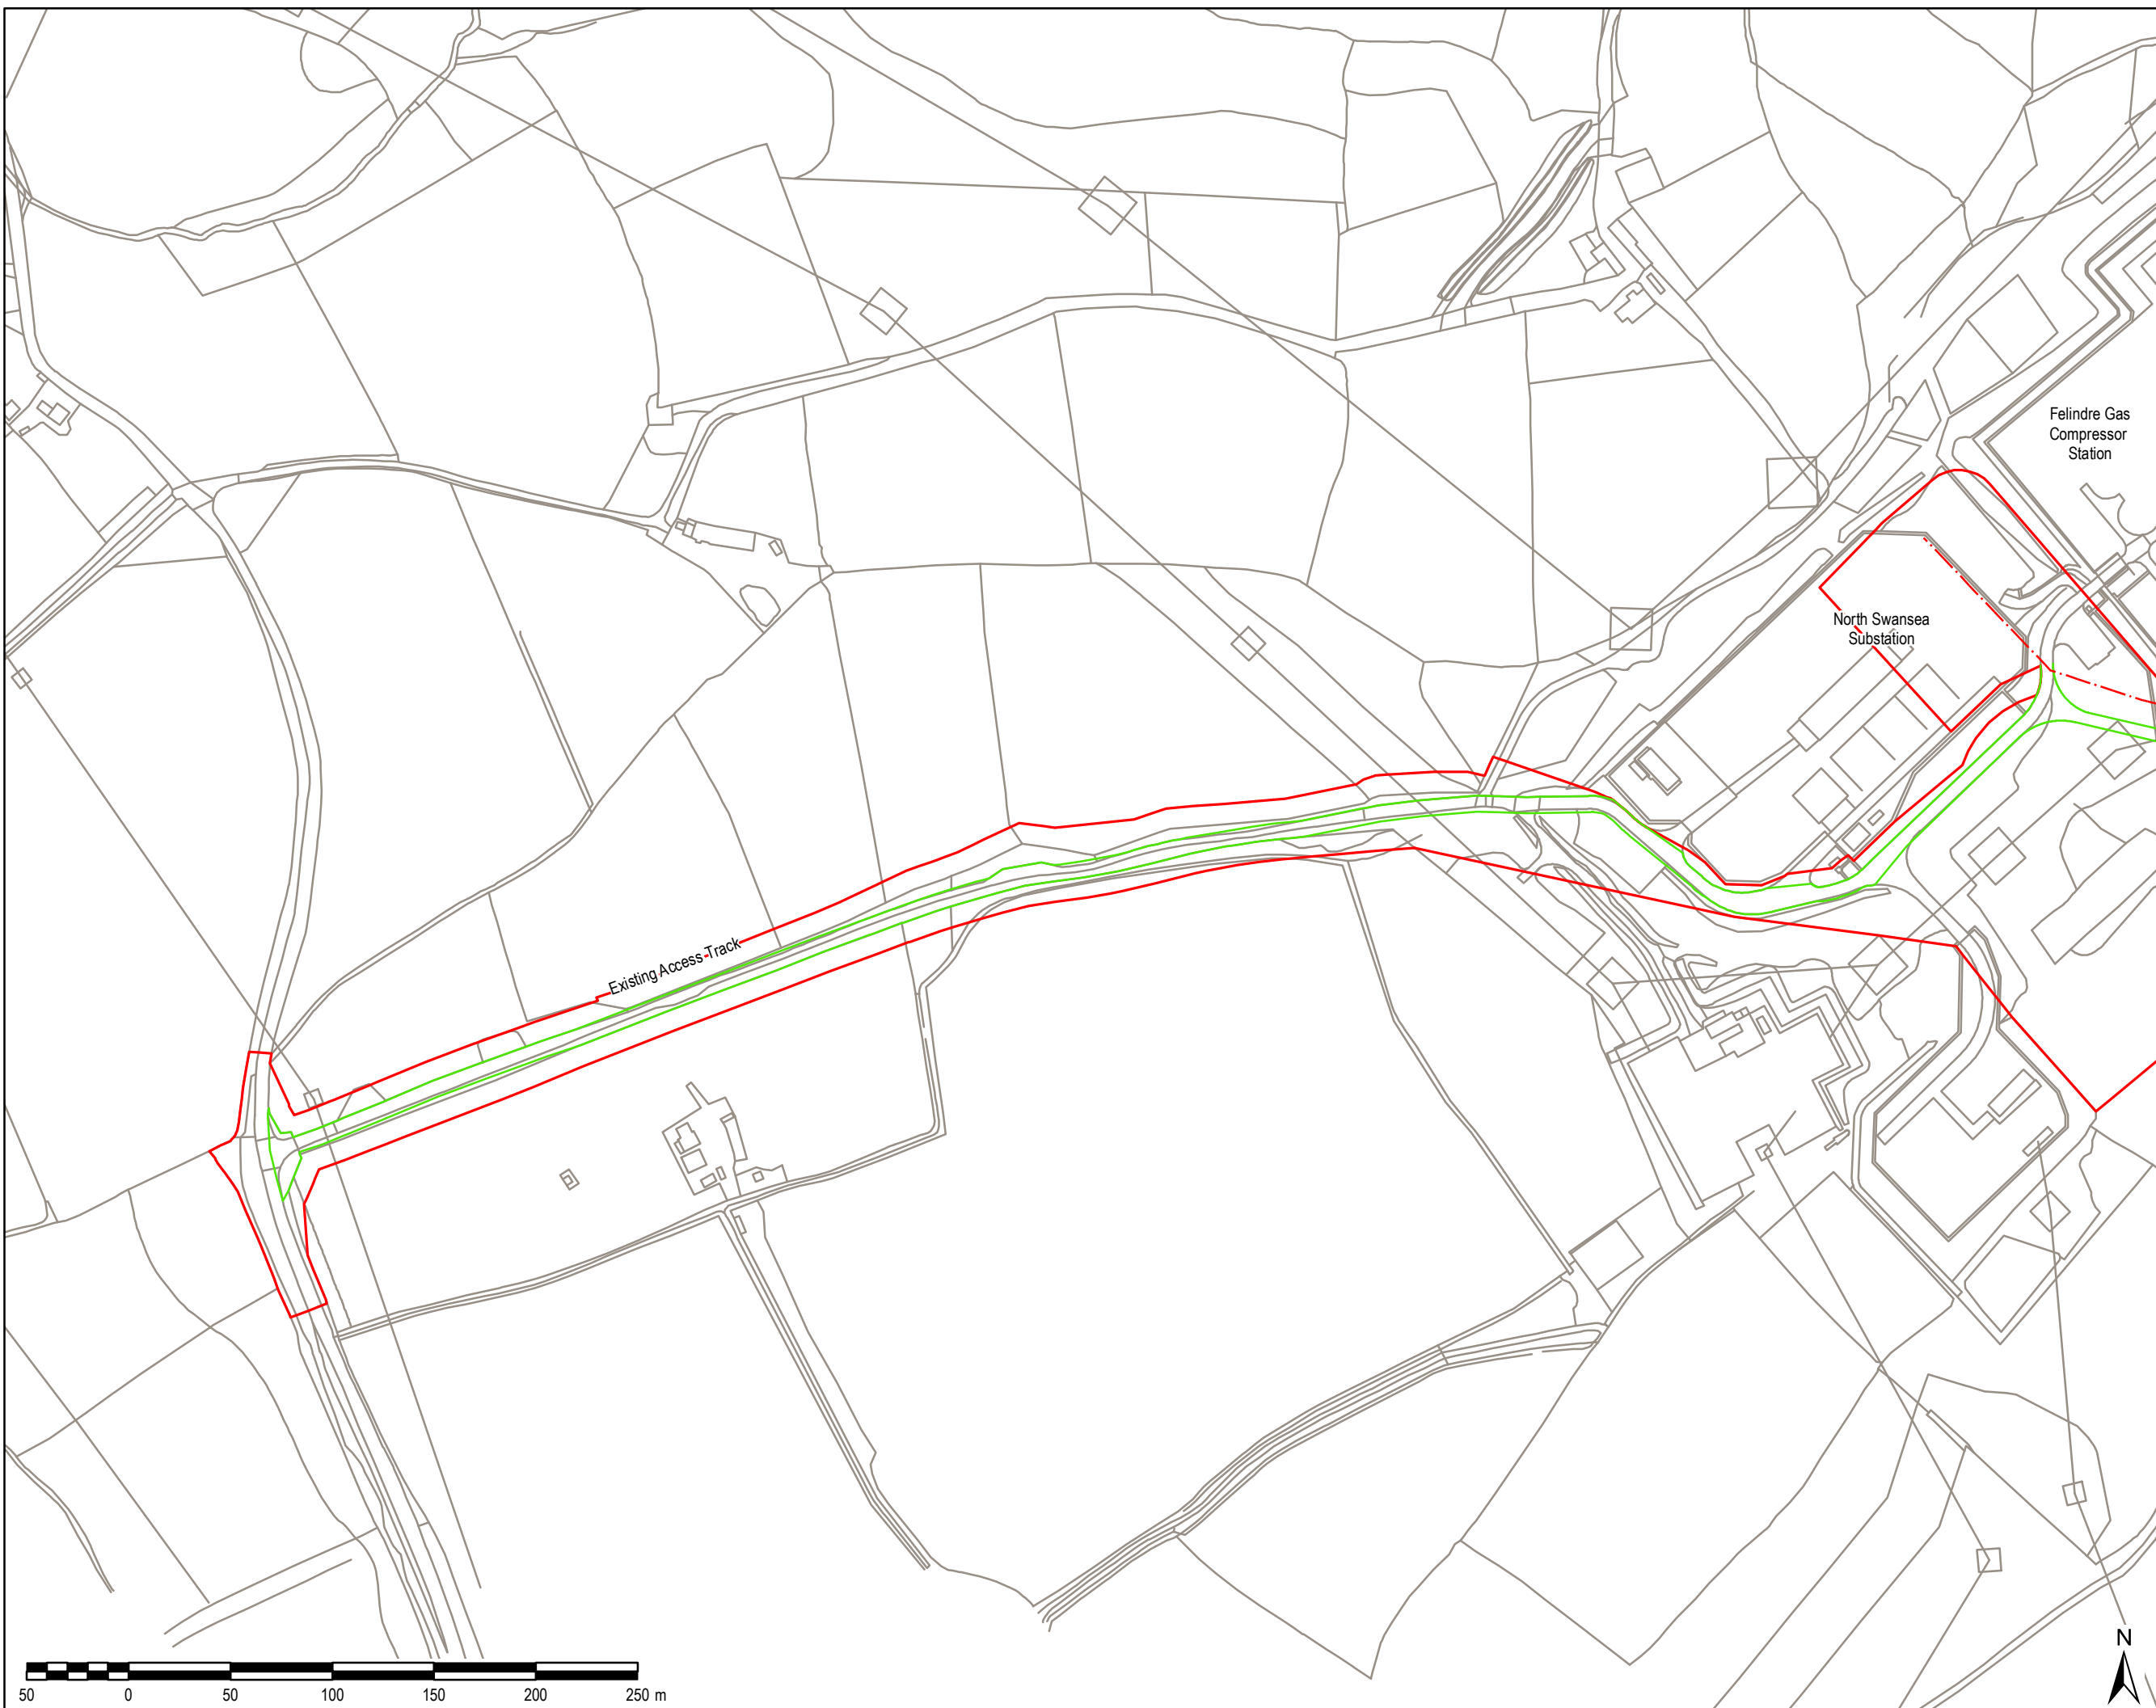 Felindre Gas
Compressor
Station
North Swansea
Substation
Existing Access Track
N
50 0 50 100 150 200 250 m